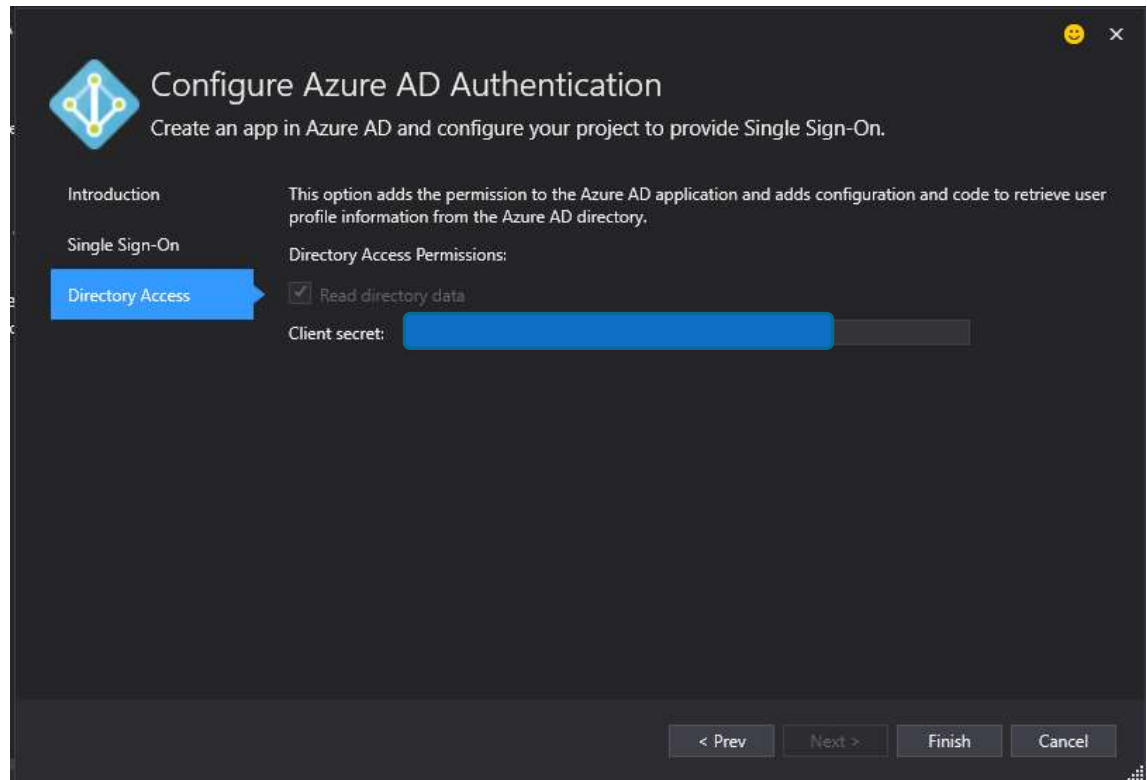 Configure Azure AD Authentication
Create an app in Azure AD and configure your project to provide Single Sign-On.
Introduction
Single Sign-On
Directory Access
This option adds the permission to the Azure AD application and adds configuration and code to retrieve user
profile information from the Azure AD directory.
Directory Access Permissions:
Read directory data
Client secret:
< Prev
Next >
Finish
Cancel